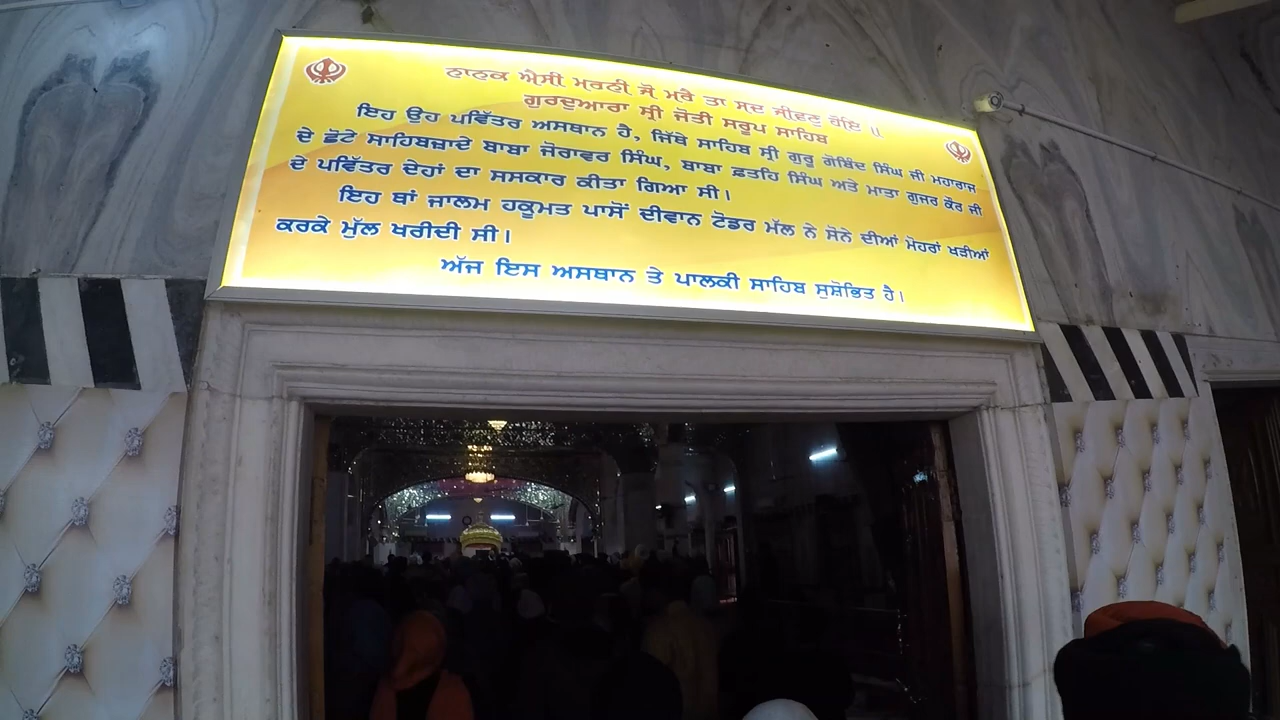 ਨਾਨਕ ਐਸੀ ਮਰਨੀ ਜੋ ਮਰੈ ਤਾ ਸਦ ਜੀਵਣੁ ਹੋਇ ॥
ਗੁਰਦੁਆਰਾ ਸ੍ਰੀ ਜੋਤੀ ਸਰੂਪ ਸਾਹਿਬ
ਇਹ ਉਹ ਪਵਿੱਤਰ ਅਸਥਾਨ ਹੈ, ਜਿੱਥੇ ਸਾਹਿਬ ਸ੍ਰੀ ਗੁਰੂ ਗੋਬਿੰਦ ਸਿੰਘ ਜੀ ਮਹਾਰਾਜ
ਦੇ ਛੋਟੇ ਸਾਹਿਬਜ਼ਾਦੇ ਬਾਬਾ ਜੋਰਾਵਰ ਸਿੰਘ, ਬਾਬਾ ਫ਼ਤਹਿ ਸਿੰਘ ਅਤੇ ਮਾਤਾ ਗੁਜਰ ਕੌਰ ਜੀ
ਦੇ ਪਵਿੱਤਰ ਦੇਹਾਂ ਦਾ ਸਸਕਾਰ ਕੀਤਾ ਗਿਆ ਸੀ।
ਇਹ ਥਾਂ ਜਾਲਮ ਹਕੂਮਤ ਪਾਸੋਂ ਦੀਵਾਨ ਟੋਡਰ ਮੱਲ ਨੇ ਸੋਨੇ ਦੀਆਂ ਮੋਹਰਾਂ ਖੜੀਆਂ
ਕਰਕੇ ਮੁੱਲ ਖਰੀਦੀ ਸੀ।
ਅੱਜ ਇਸ ਅਸਥਾਨ ਤੇ ਪਾਲਕੀ ਸਾਹਿਬ ਸੁਸ਼ੋਭਿਤ ਹੈ।